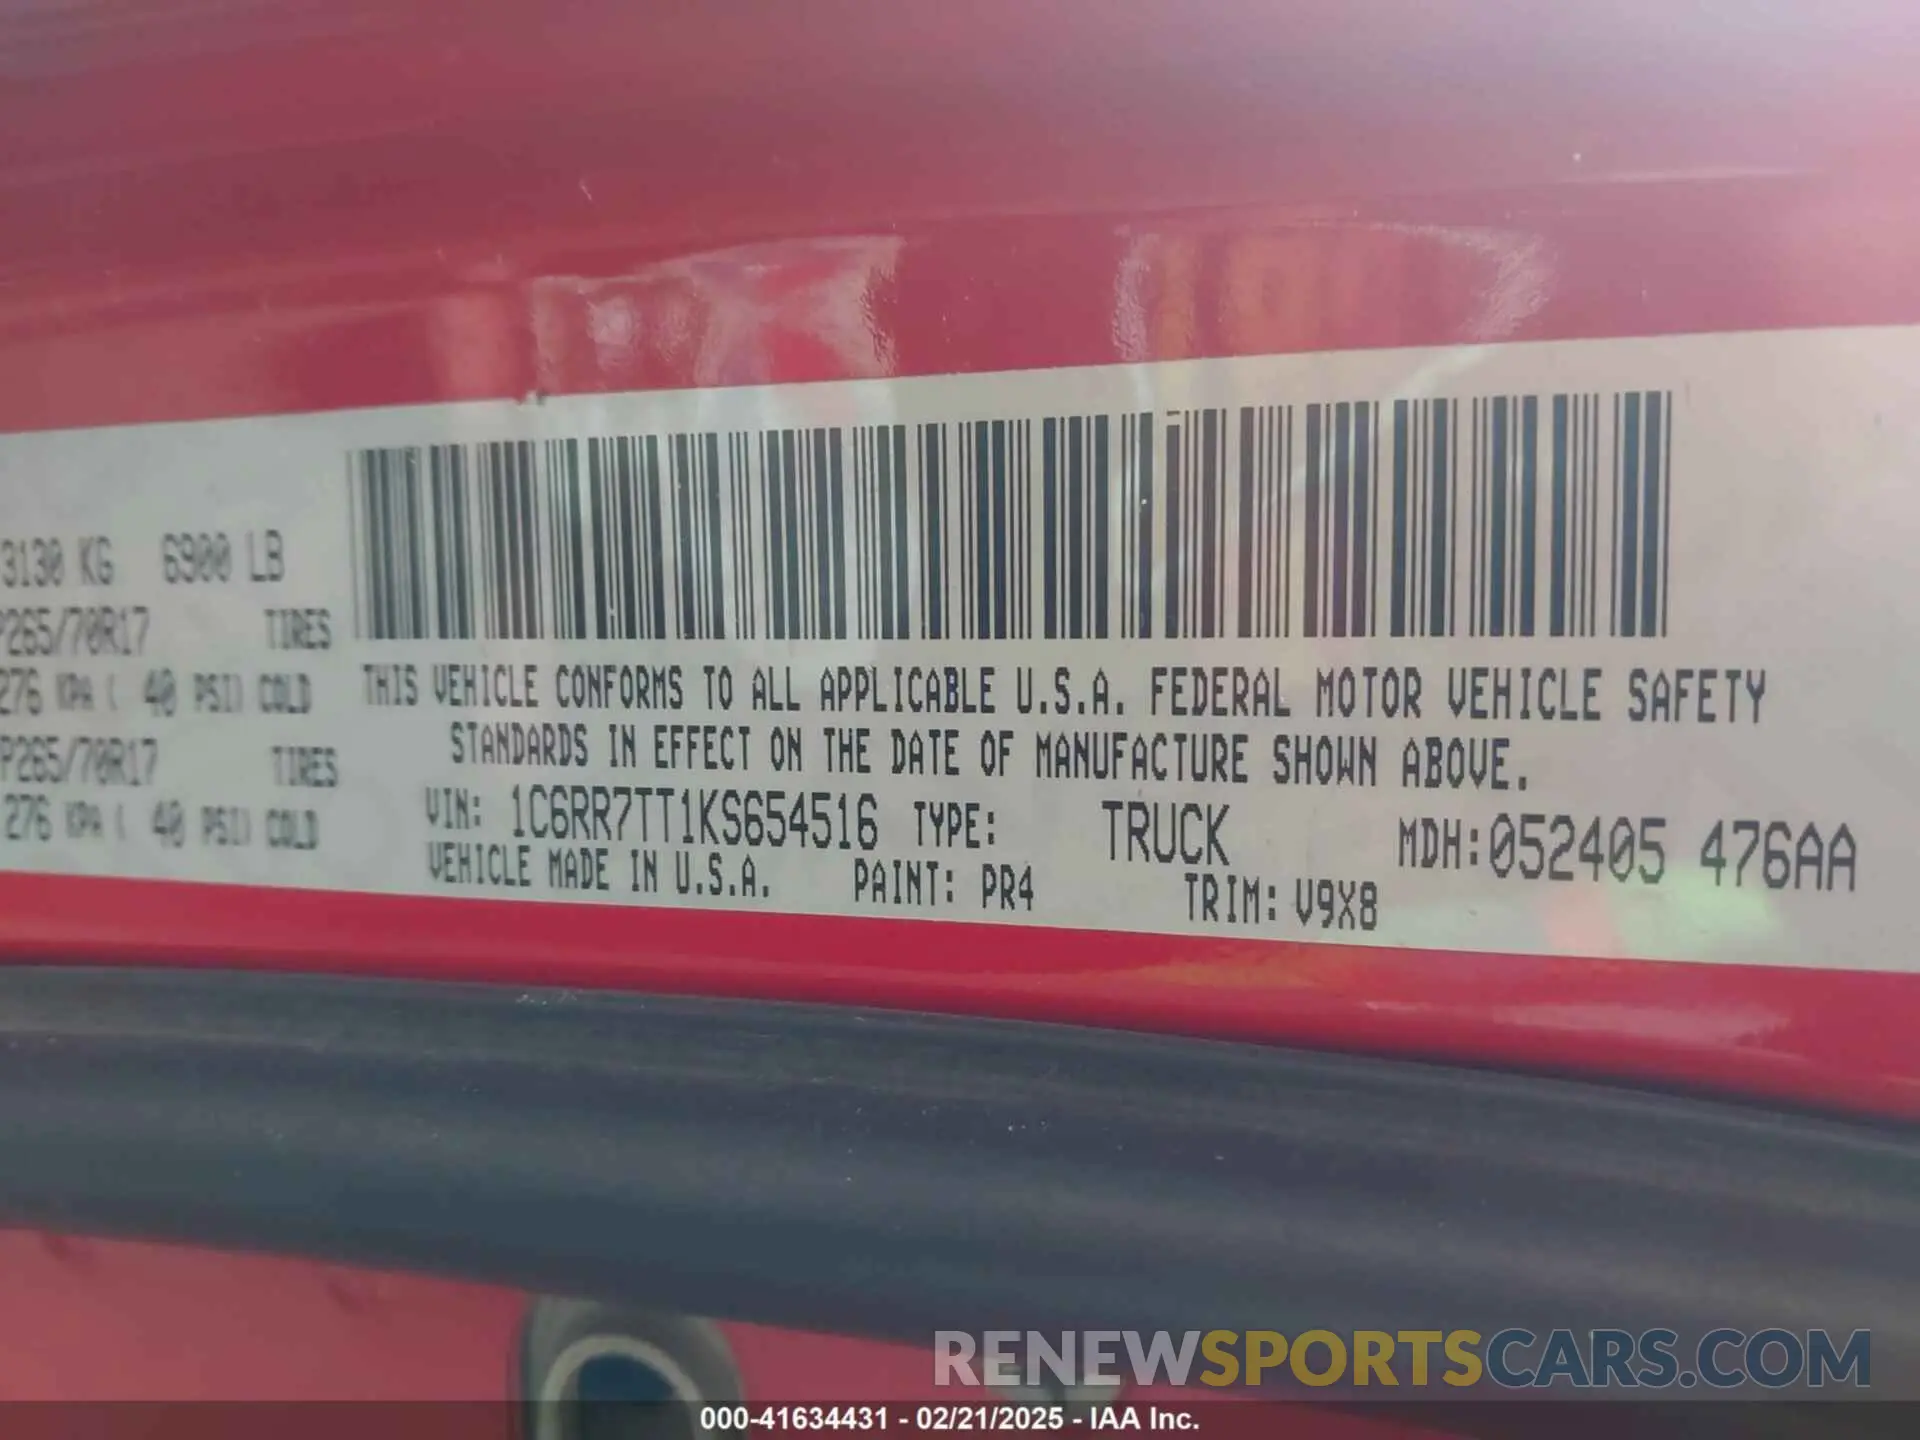 3130 KG 6900 LB
P265/70R17 TIRES
276 KPA ( 40 PSI) COLD
P265/70R17 TIRES
276 KPA ( 40 PSI) COLD
THIS VEHICLE CONFORMS TO ALL APPLICABLE U.S.A. FEDERAL MOTOR VEHICLE SAFETY
STANDARDS IN EFFECT ON THE DATE OF MANUFACTURE SHOWN ABOVE.
VIN: 1C6RR7TT1KS654516 TYPE: TRUCK MDH:052405 476AA
VEHICLE MADE IN U.S.A. PAINT: PR4 TRIM: V9X8
RENEWSPORTSCARS.COM
000-41634431 - 02/21/2025 - IAA Inc.